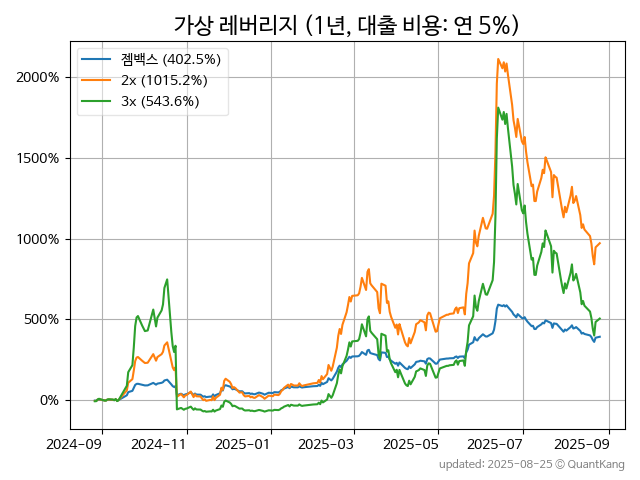 가상 레버리지 (1년, 대출 비용: 연 5%)
젬백스 (402.5%)
2x (1015.2%)
3x (543.6%)
2000%
1500%
1000%
500%
0%
2024-09 2024-11 2025-01 2025-03 2025-05 2025-07 2025-09
updated: 2025-08-25 © QuantKang